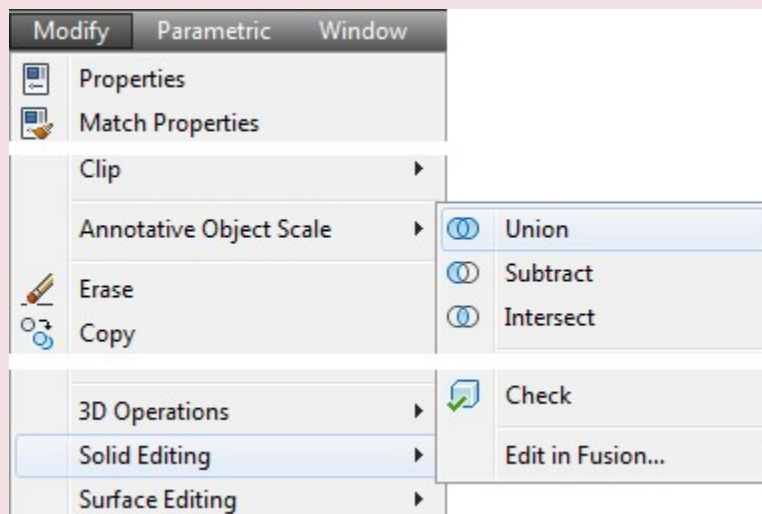 Modify Parametric Window
Properties
Match Properties
Clip
Annotative Object Scale
Erase
Copy
3D Operations
Solid Editing
Surface Editing
Union
Subtract
Intersect
Check
Edit in Fusion...